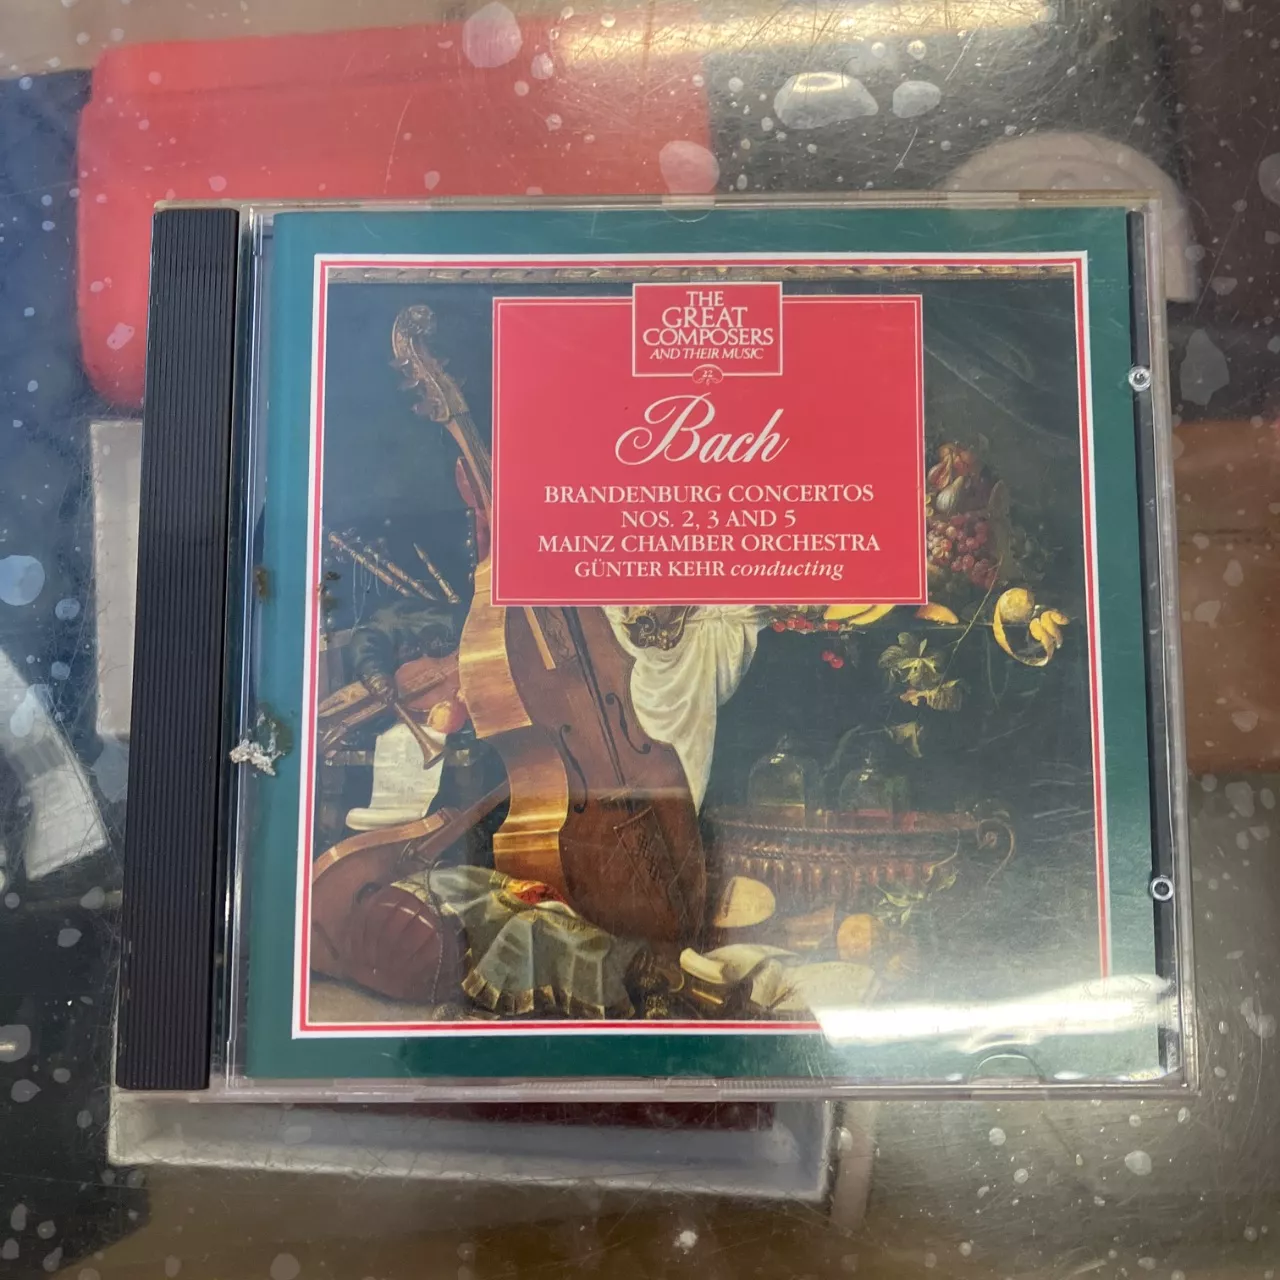 THE
GREAT
COMPOSERS
AND THEIR MUSIC
27
Bach
BRANDENBURG CONCERTOS
NOS. 2, 3 AND 5
MAINZ CHAMBER ORCHESTRA
GÜNTER KEHR conducting